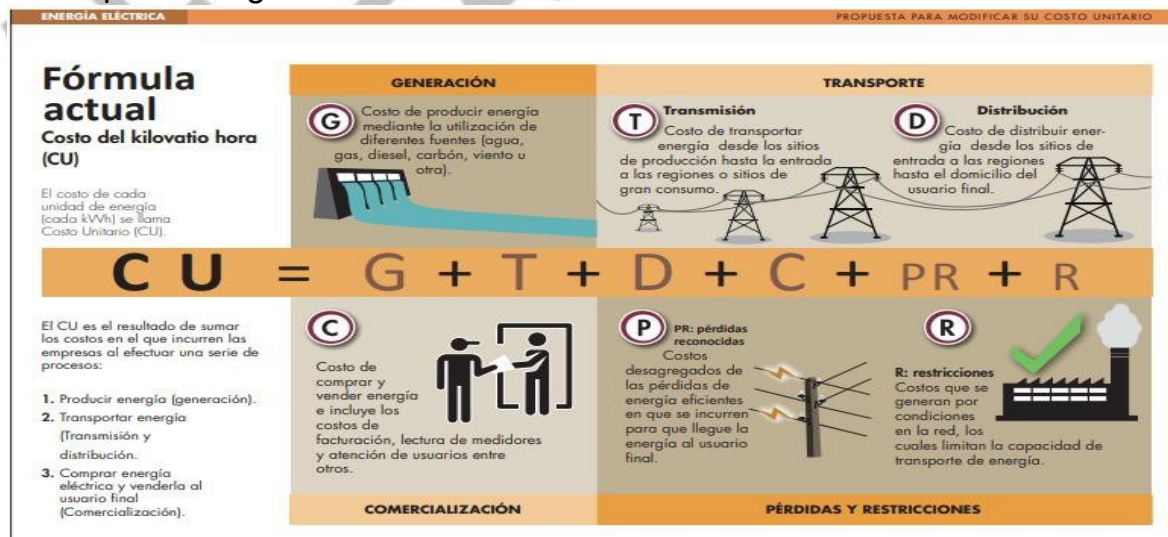 ENERGÍA ELÉCTRICA
PROPUESTA PARA MODIFICAR SU COSTO UNITARIO
Fórmula
actual
Costo del kilovatio hora
(CU)
El costo de cada
unidad de energía
(cada kWh) se llama
Costo Unitario (CU).
GENERACIÓN
G
Costo de producir energía
mediante la utilización de
diferentes fuentes (agua,
gas, diesel, carbón, viento u
otra).
TRANSPORTE
T
Transmisión
Costo de transportar
energía desde los sitios
de producción hasta la entrada
a las regiones o sitios de
gran consumo.
D
Distribución
Costo de distribuir ener-
gía desde los sitios de
entrada a las regiones
hasta el domicilio del
usuario final.
C U = G + T + D + C + PR + R
El CU es el resultado de sumar
los costos en el que incurren las
empresas al efectuar una serie de
procesos:
1. Producir energía (generación).
2. Transportar energía
(Transmisión y
distribución.
3. Comprar energía
eléctrica y venderla al
usuario final
(Comercialización).
C
Costo de
comprar y
vender energía
e incluye los
costos de
facturación, lectura de medidores
y atención de usuarios entre
otros.
COMERCIALIZACIÓN
P
PR: pérdidas
reconocidas
Costos
desagregados de
las pérdidas de
energía eficientes
en que se incurren
para que llegue la
energía al usuario
final.
R
R: restricciones
Costos que se
generan por
condiciones
en la red, los
cuales limitan la capacidad de
transporte de energía.
PÉRDIDAS Y RESTRICCIONES